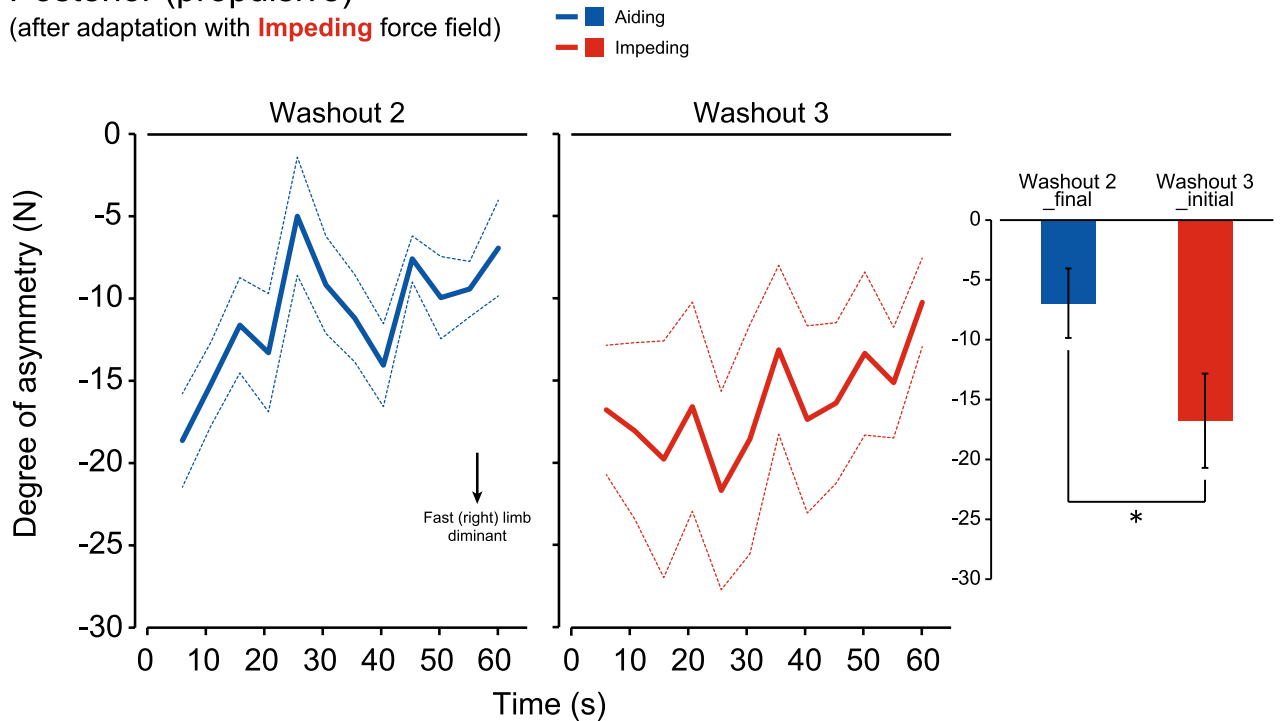 Posterior (propulsive)
(after adaptation with Impeding force field)
Aiding
Impeding
Washout 2
Washout 3
Degree of asymmetry (N)
0
-5
-10
-15
-20
-25
-30
Fast (right) limb
diminant
0 10 20 30 40 50 60
0 10 20 30 40 50 60
Time (s)
Washout 2
_final
Washout 3
_initial
0
-5
-10
-15
-20
-25
-30
*